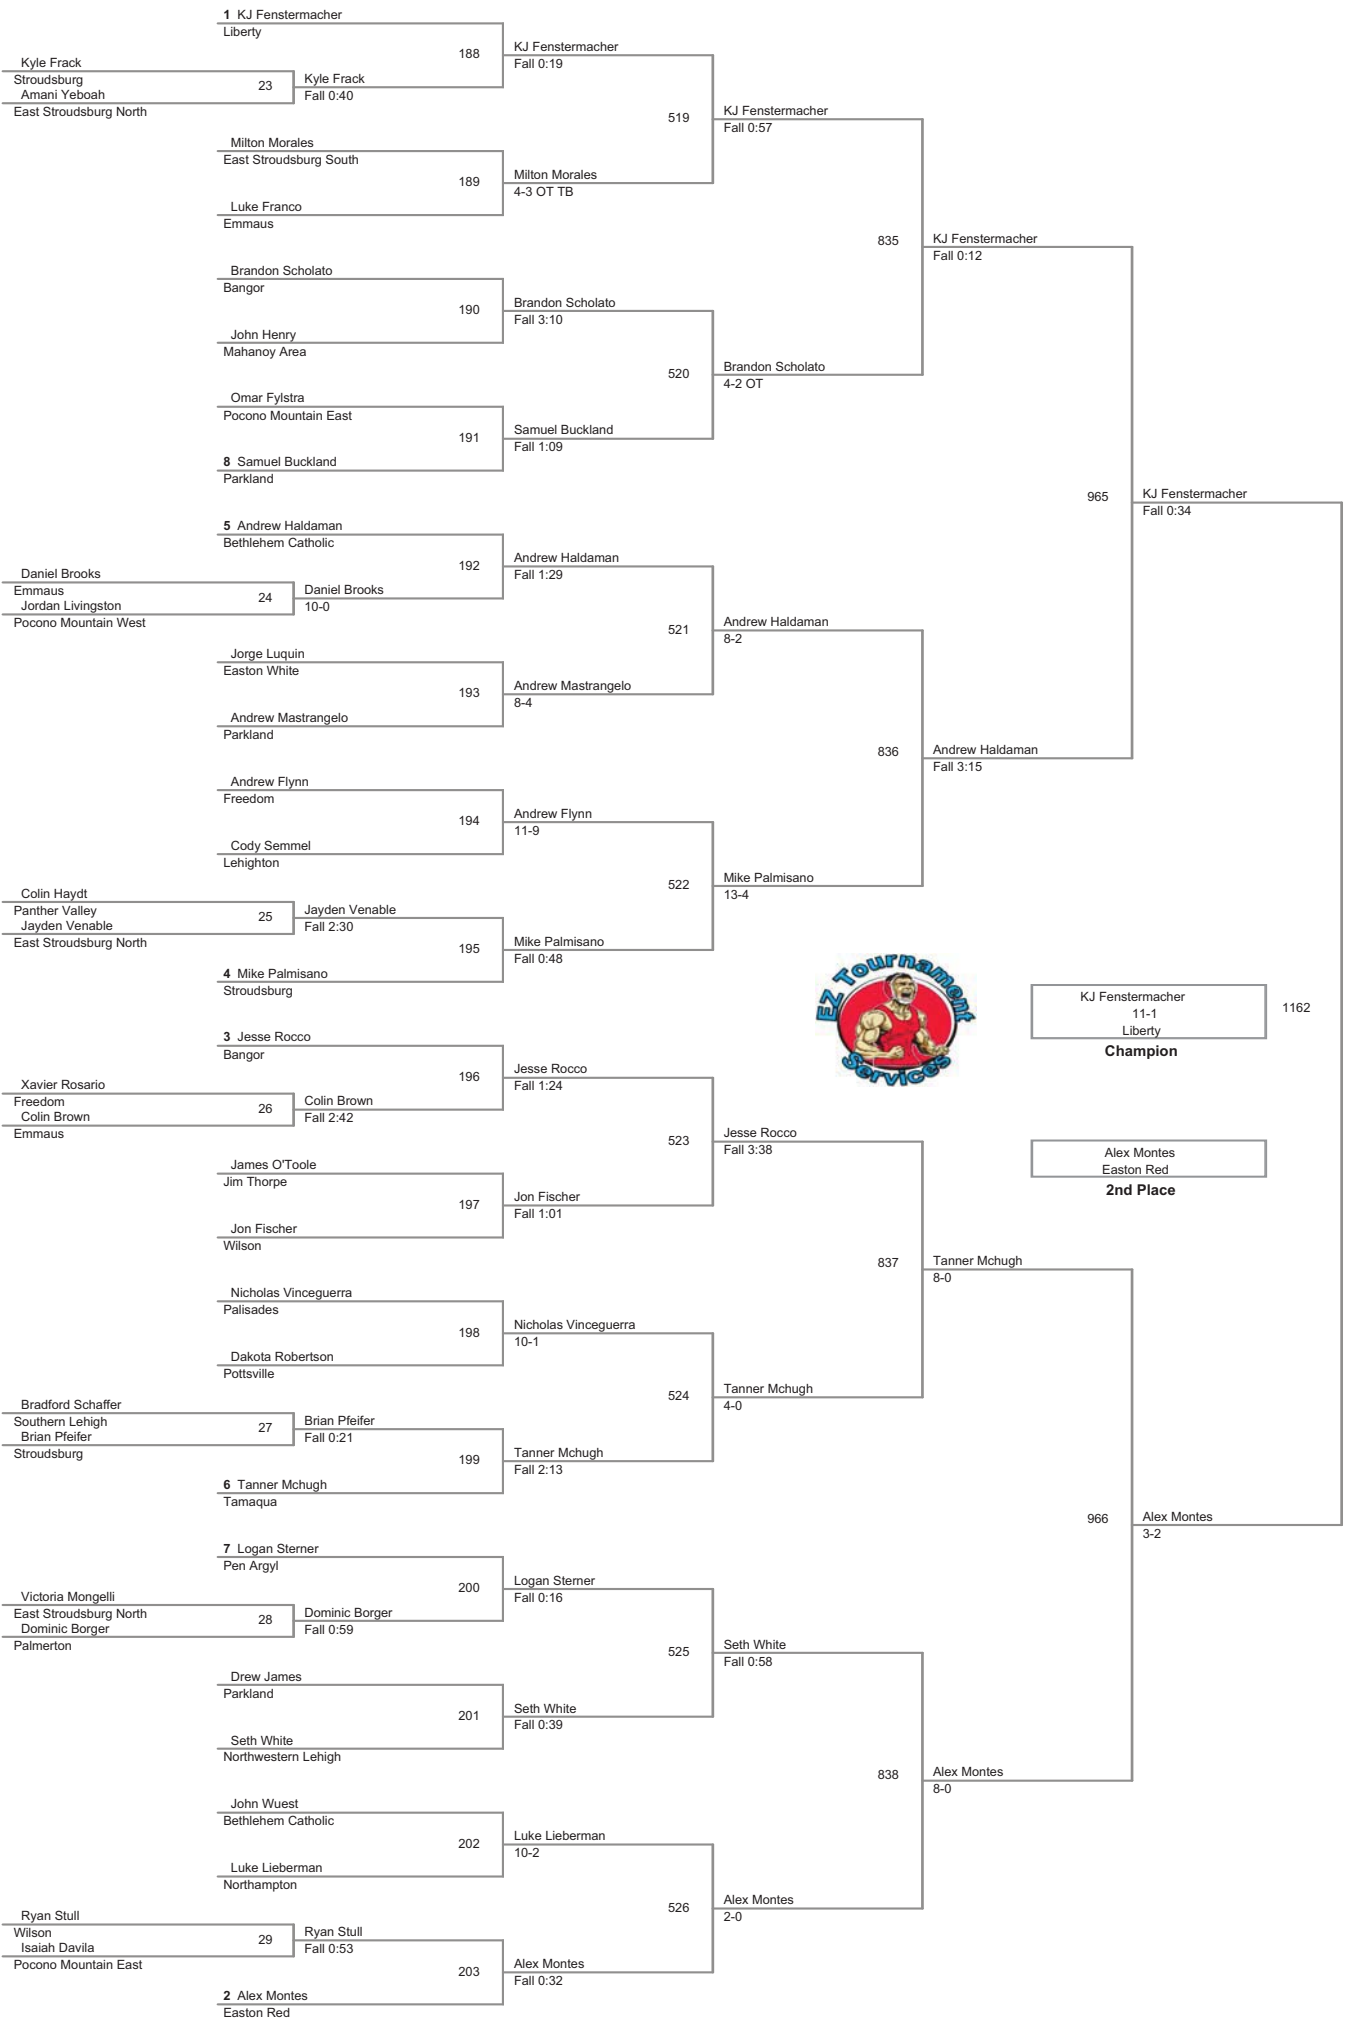 1 KJ Fenstermacher
Liberty
188
KJ Fenstermacher
Fall 0:19
Kyle Frack
Stroudsburg
23
Kyle Frack
Fall 0:40
Amani Yeboah
East Stroudsburg North
519
KJ Fenstermacher
Fall 0:57
Milton Morales
East Stroudsburg South
189
Milton Morales
4-3 OT TB
Luke Franco
Emmaus
835
KJ Fenstermacher
Fall 0:12
Brandon Scholato
Bangor
190
Brandon Scholato
Fall 3:10
John Henry
Mahanoy Area
520
Brandon Scholato
4-2 OT
Omar Fylstra
Pocono Mountain East
191
Samuel Buckland
Fall 1:09
8 Samuel Buckland
Parkland
965
KJ Fenstermacher
Fall 0:34
5 Andrew Haldaman
Bethlehem Catholic
192
Andrew Haldaman
Fall 1:29
Daniel Brooks
Emmaus
24
Daniel Brooks
10-0
Jordan Livingston
Pocono Mountain West
521
Andrew Haldaman
8-2
Jorge Luquin
Easton White
193
Andrew Mastrangelo
8-4
Andrew Mastrangelo
Parkland
836
Andrew Haldaman
Fall 3:15
Andrew Flynn
Freedom
194
Andrew Flynn
11-9
Cody Semmel
Lehighton
522
Mike Palmisano
13-4
Colin Haydt
Panther Valley
25
Jayden Venable
Fall 2:30
Jayden Venable
East Stroudsburg North
195
Mike Palmisano
Fall 0:48
4 Mike Palmisano
Stroudsburg
EZ Tournament
Services
KJ Fenstermacher
11-1
Liberty
1162
Champion
3 Jesse Rocco
Bangor
196
Jesse Rocco
Fall 1:24
Xavier Rosario
Freedom
26
Colin Brown
Fall 2:42
Colin Brown
Emmaus
523
Jesse Rocco
Fall 3:38
Alex Montes
Easton Red
2nd Place
James O'Toole
Jim Thorpe
197
Jon Fischer
Fall 1:01
Jon Fischer
Wilson
837
Tanner Mchugh
8-0
Nicholas Vinceguerra
Palisades
198
Nicholas Vinceguerra
10-1
Dakota Robertson
Pottsville
524
Tanner Mchugh
4-0
Bradford Schaffer
Southern Lehigh
27
Brian Pfeifer
Fall 0:21
Brian Pfeifer
Stroudsburg
199
Tanner Mchugh
Fall 2:13
6 Tanner Mchugh
Tamaqua
966
Alex Montes
3-2
7 Logan Sterner
Pen Argyl
200
Logan Sterner
Fall 0:16
Victoria Mongelli
East Stroudsburg North
28
Dominic Borger
Fall 0:59
Dominic Borger
Palmerton
525
Seth White
Fall 0:58
Drew James
Parkland
201
Seth White
Fall 0:39
Seth White
Northwestern Lehigh
838
Alex Montes
8-0
John Wuest
Bethlehem Catholic
202
Luke Lieberman
10-2
Luke Lieberman
Northampton
526
Alex Montes
2-0
Ryan Stull
Wilson
29
Ryan Stull
Fall 0:53
Isaiah Davila
Pocono Mountain East
203
Alex Montes
Fall 0:32
2 Alex Montes
Easton Red